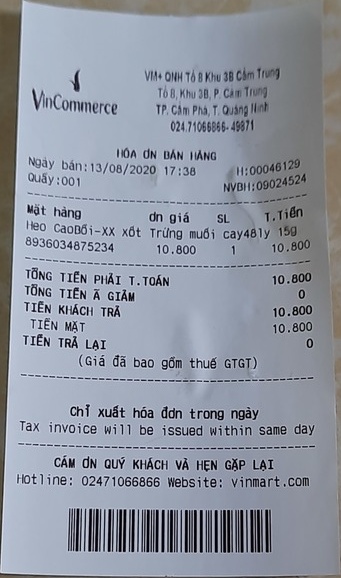 VinCommerce
VM+ QNH Tổ 8 Khu 3B Cẩm Trung
Tổ 8, Khu 3B, P. Cẩm Trung
TP. Cẩm Phả, T. Quảng Ninh
024.71066866- 49871
HÓA ƠN BÁN HÀNG
Ngày bán:13/08/2020 17:38 H:00046129
Quầy:001 NVBH:09024524
Mặt hàng ơn giá SL T.Tiền
Heo CaoBồi-XX xốt Trứng muối cay48ly 15g
8936034875234 10.800 1 10.800
TỔNG TIỀN PHẢI T.TOÁN 10.800
TỔNG TIỀN Ã GIẢM 0
TIỀN KHÁCH TRẢ 10.800
TIỀN MẶT 10.800
TIỀN TRẢ LẠI 0
(Giá đã bao gồm thuế GTGT)
Chỉ xuất hóa đơn trong ngày
Tax invoice will be issued within same day
CÁM ƠN QUÝ KHÁCH VÀ HẸN GẶP LẠI
Hotline: 02471066866 Website: vinmart.com